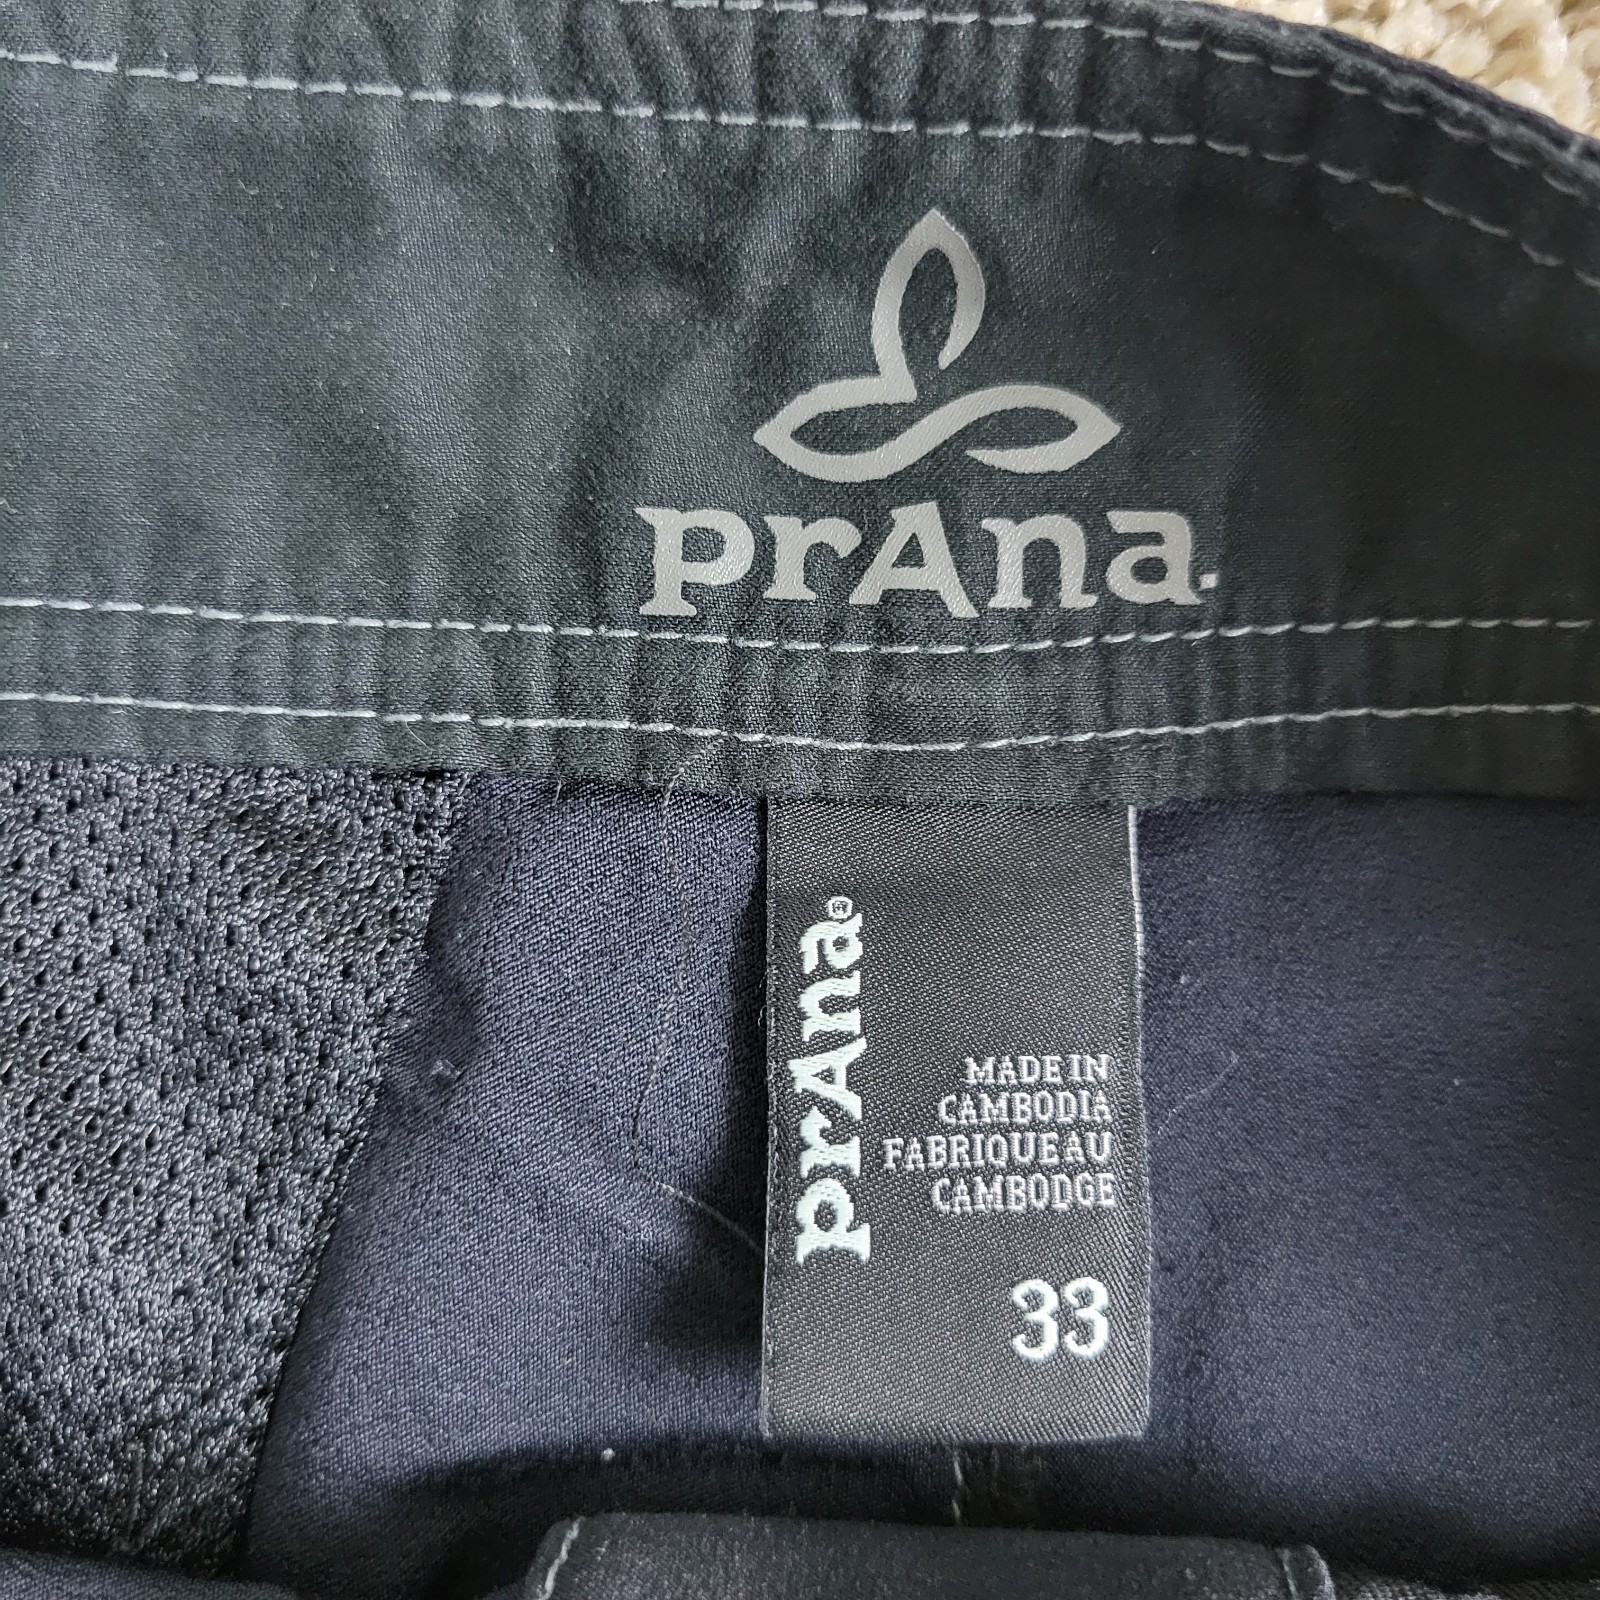 prAna.
prAna®
MADE IN
CAMBODIA
FABRIQUE AU
CAMBODGE
33